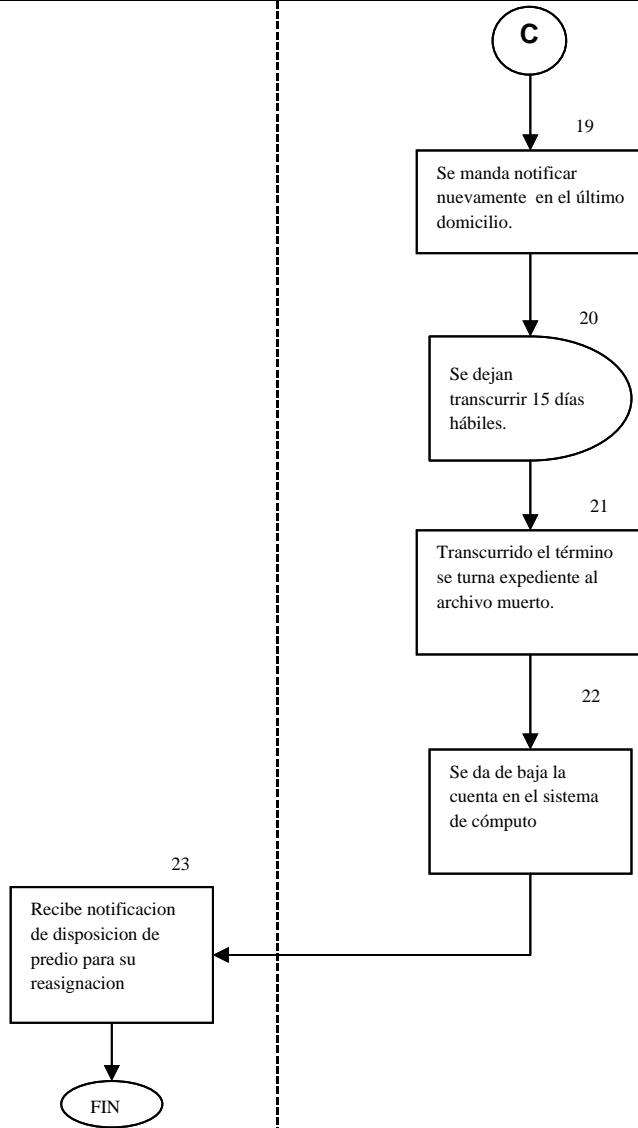 C
19
Se manda notificar
nuevamente en el último
domicilio.
20
Se dejan
transcurrir 15 días
hábiles.
21
Transcurrido el término
se turna expediente al
archivo muerto.
22
Se da de baja la
cuenta en el sistema
de cómputo
23
Recibe notificacion
de disposicion de
predio para su
reasignacion
FIN